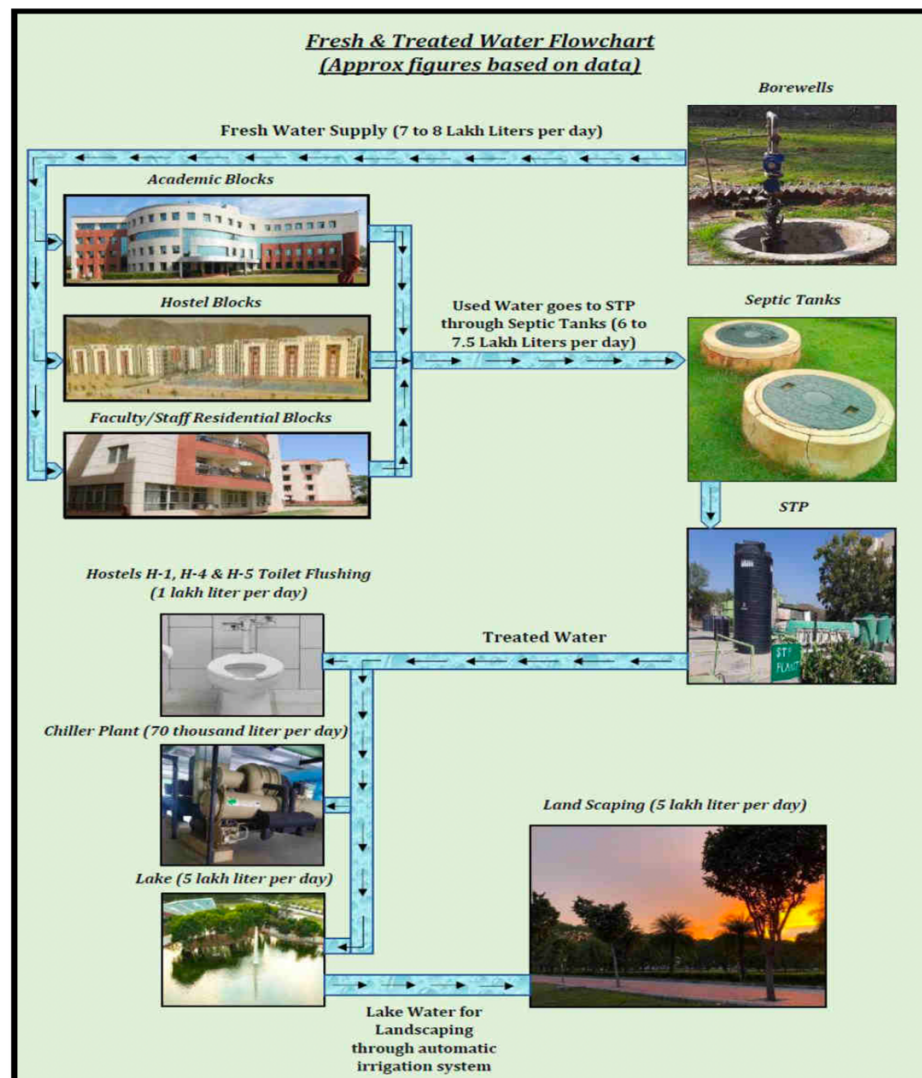 Fresh & Treated Water Flowchart
(Approx figures based on data)
Borewells
Fresh Water Supply (7 to 8 Lakh Liters per day)
Academic Blocks
Hostel Blocks
Used Water goes to STP
through Septic Tanks (6 to
7.5 Lakh Liters per day)
Septic Tanks
Faculty/Staff Residential Blocks
STP
STP
PLANT
Hostels H-1, H-4 & H-5 Toilet Flushing
(1 lakh liter per day)
Treated Water
Chiller Plant (70 thousand liter per day)
Land Scaping (5 lakh liter per day)
Lake (5 lakh liter per day)
Lake Water for
Landscaping
through automatic
irrigation system